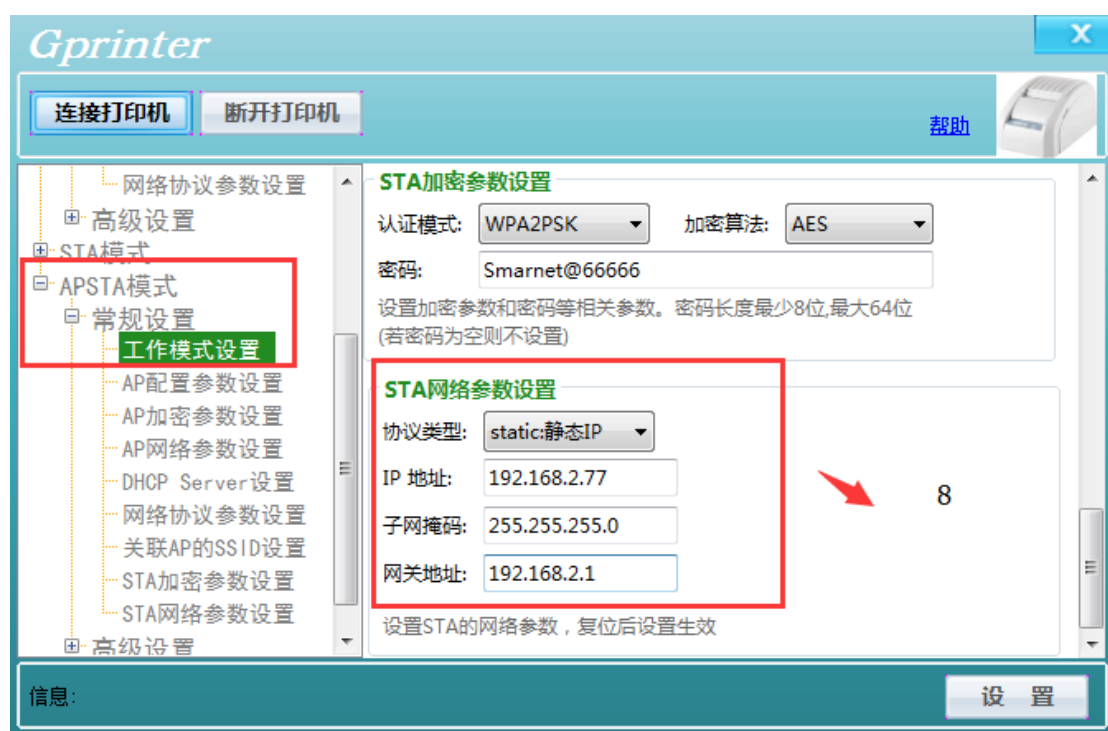 Gprinter
X
连接打印机 断开打印机
帮助
网络协议参数设置
高级设置
STA模式
APSTA模式
常规设置
工作模式设置
AP配置参数设置
AP加密参数设置
AP网络参数设置
DHCP Server设置
网络协议参数设置
关联AP的SSID设置
STA加密参数设置
STA网络参数设置
高级设置
STA加密参数设置
认证模式: WPA2PSK 加密算法: AES
密码: Smarnet@66666
设置加密参数和密码等相关参数。密码长度最少8位,最大64位
(若密码为空则不设置)
STA网络参数设置
协议类型: static:静态IP
IP 地址: 192.168.2.77
子网掩码: 255.255.255.0
网关地址: 192.168.2.1
8
设置STA的网络参数，复位后设置生效
信息:
设 置